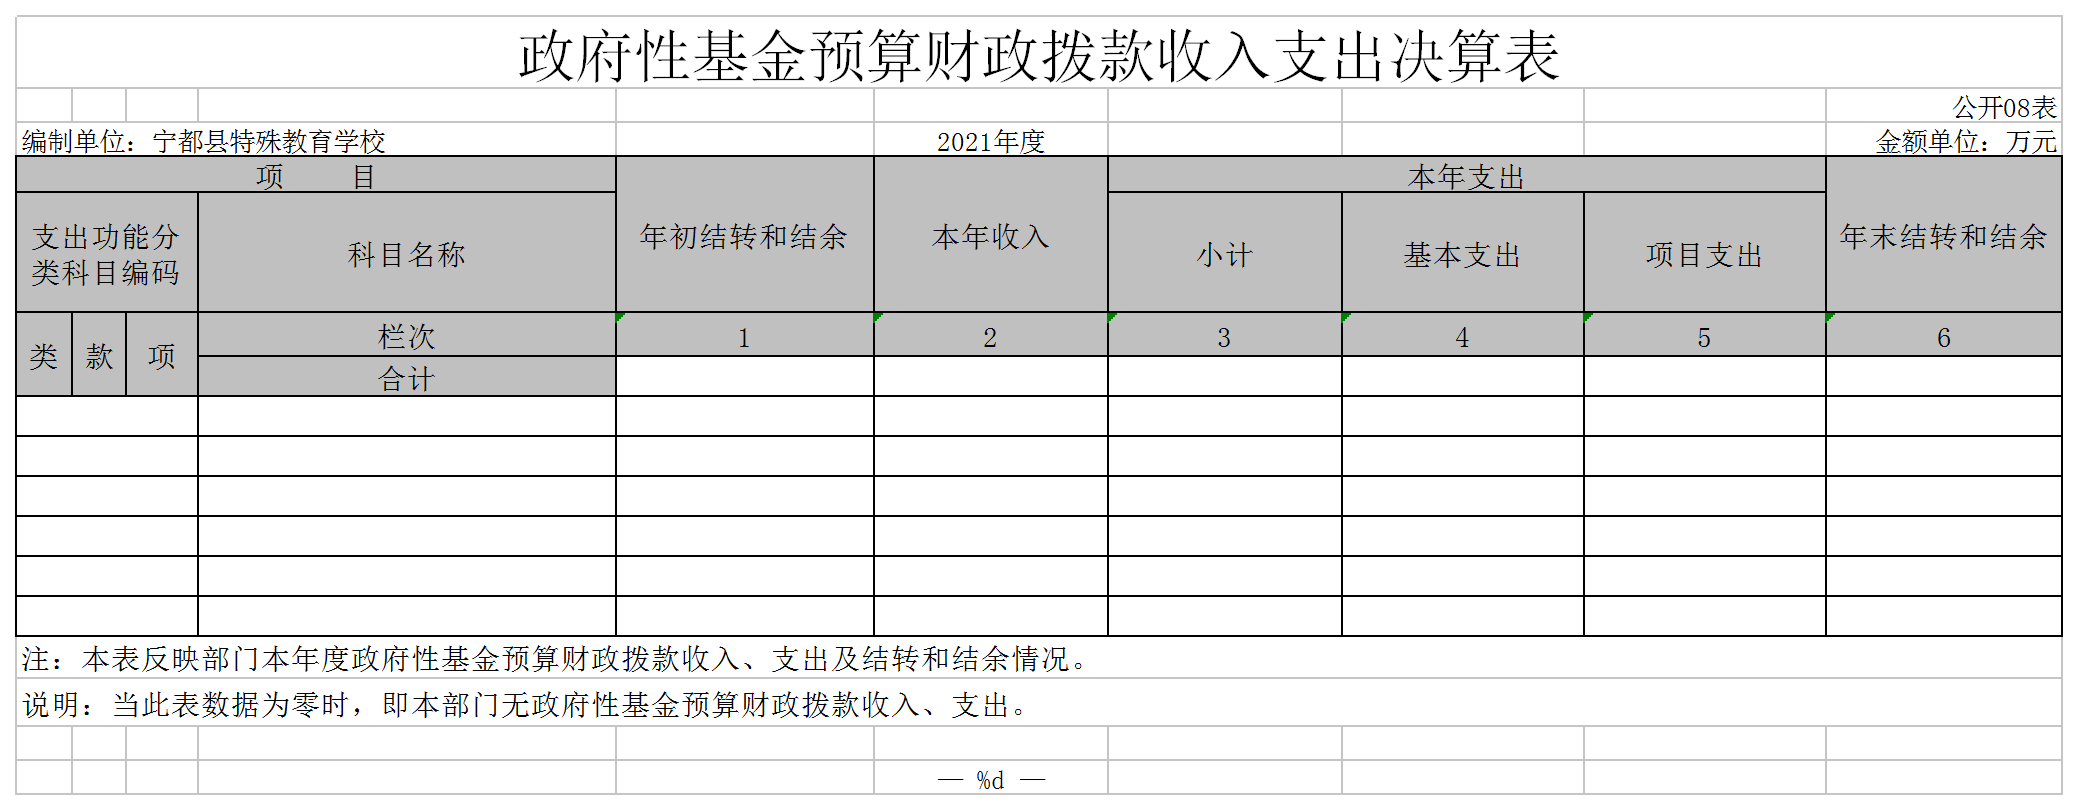 政府性基金预算财政拨款收入支出决算表
公开08表
编制单位：宁都县特殊教育学校 2021年度 金额单位：万元
项 目 年初结转和结余 本年收入 本年支出 年末结转和结余
支出功能分
类科目编码 科目名称 小计 基本支出 项目支出
类 款 项 栏次 1 2 3 4 5 6
合计
注：本表反映部门本年度政府性基金预算财政拨款收入、支出及结转和结余情况。
说明：当此表数据为零时，即本部门无政府性基金预算财政拨款收入、支出。
— %d —